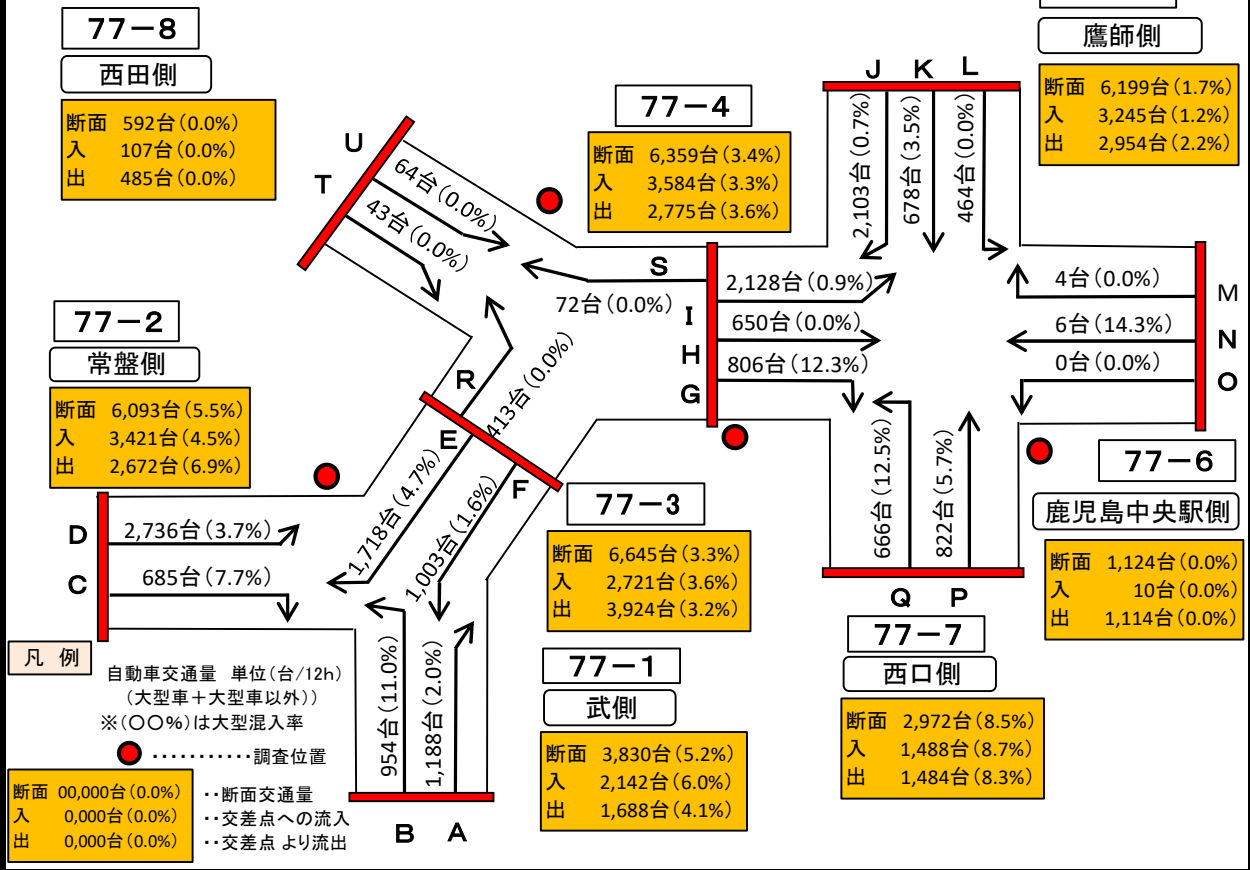 77-8
西田側
断面 592台(0.0%)
入 107台(0.0%)
出 485台(0.0%)
77-4
断面 6,359台(3.4%)
入 3,584台(3.3%)
出 2,775台(3.6%)
鷹師側
断面 6,199台(1.7%)
入 3,245台(1.2%)
出 2,954台(2.2%)
J K L
2,103台(0.7%)
678台(3.5%)
464台(0.0%)
U
T
64台(0.0%)
43台(0.0%)
S
72台(0.0%)
I
H
G
2,128台(0.9%)
650台(0.0%)
806台(12.3%)
4台(0.0%)
6台(14.3%)
0台(0.0%)
M
N
O
77-2
常盤側
断面 6,093台(5.5%)
入 3,421台(4.5%)
出 2,672台(6.9%)
R
E
F
413台(0.0%)
1,718台(4.7%)
1,003台(1.6%)
D
C
2,736台(3.7%)
685台(7.7%)
77-3
断面 6,645台(3.3%)
入 2,721台(3.6%)
出 3,924台(3.2%)
666台(12.5%)
822台(5.7%)
Q P
77-6
鹿児島中央駅側
断面 1,124台(0.0%)
入 10台(0.0%)
出 1,114台(0.0%)
77-7
西口側
断面 2,972台(8.5%)
入 1,488台(8.7%)
出 1,484台(8.3%)
77-1
武側
断面 3,830台(5.2%)
入 2,142台(6.0%)
出 1,688台(4.1%)
954台(11.0%)
1,188台(2.0%)
B A
凡 例
自動車交通量 単位(台/12h)
(大型車+大型車以外))
※(〇〇%)は大型混入率
‥‥‥‥‥‥調査位置
断面 00,000台(0.0%) ‥断面交通量
入 0,000台(0.0%) ‥交差点への流入
出 0,000台(0.0%) ‥交差点より流出